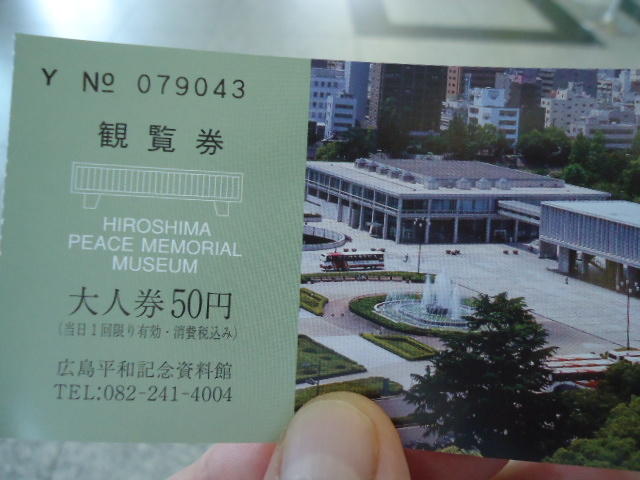 Y № 079043
観覧券
HIROSHIMA
PEACE MEMORIAL
MUSEUM
大人券50円
(当日1回限り有効・消費税込み)
広島平和記念資料館
TEL:082-241-4004